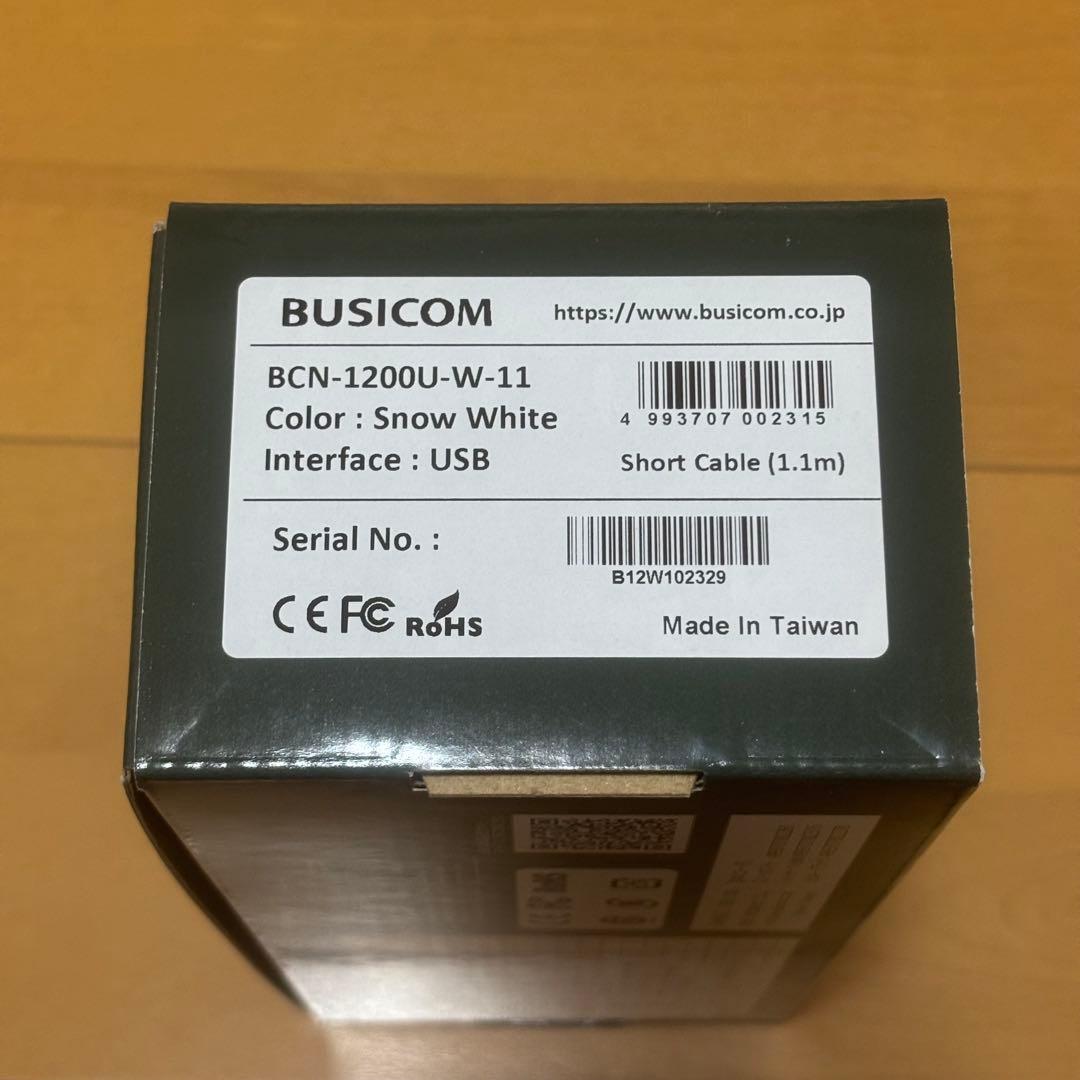 BUSICOM
https://www.busicom.co.jp
BCN-1200U-W-11
Color : Snow White
Interface : USB
4 993707 002315
Short Cable (1.1m)
Serial No. :
B12W102329
CE FC RoHS
Made In Taiwan